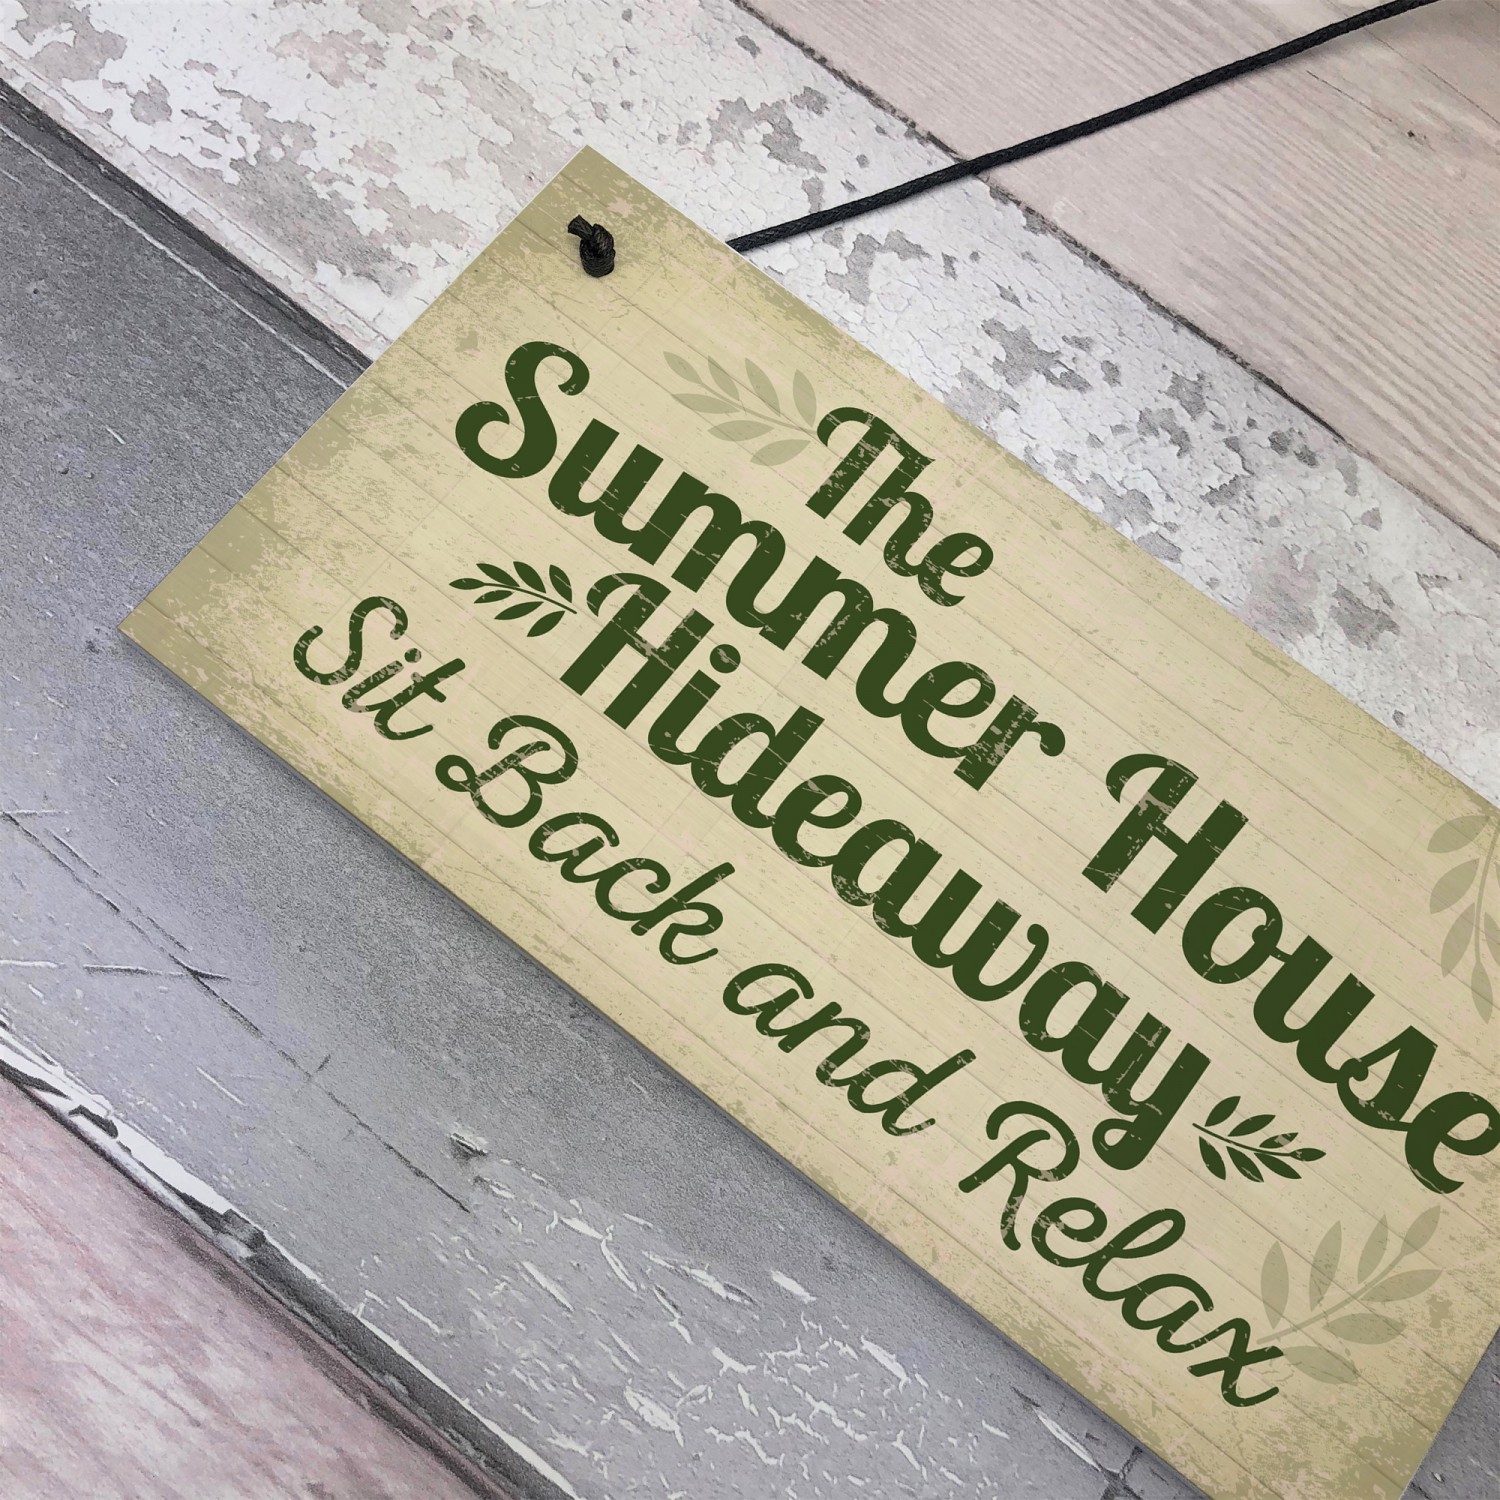 The
Summer House
Hideaway
Sit Back and Relax